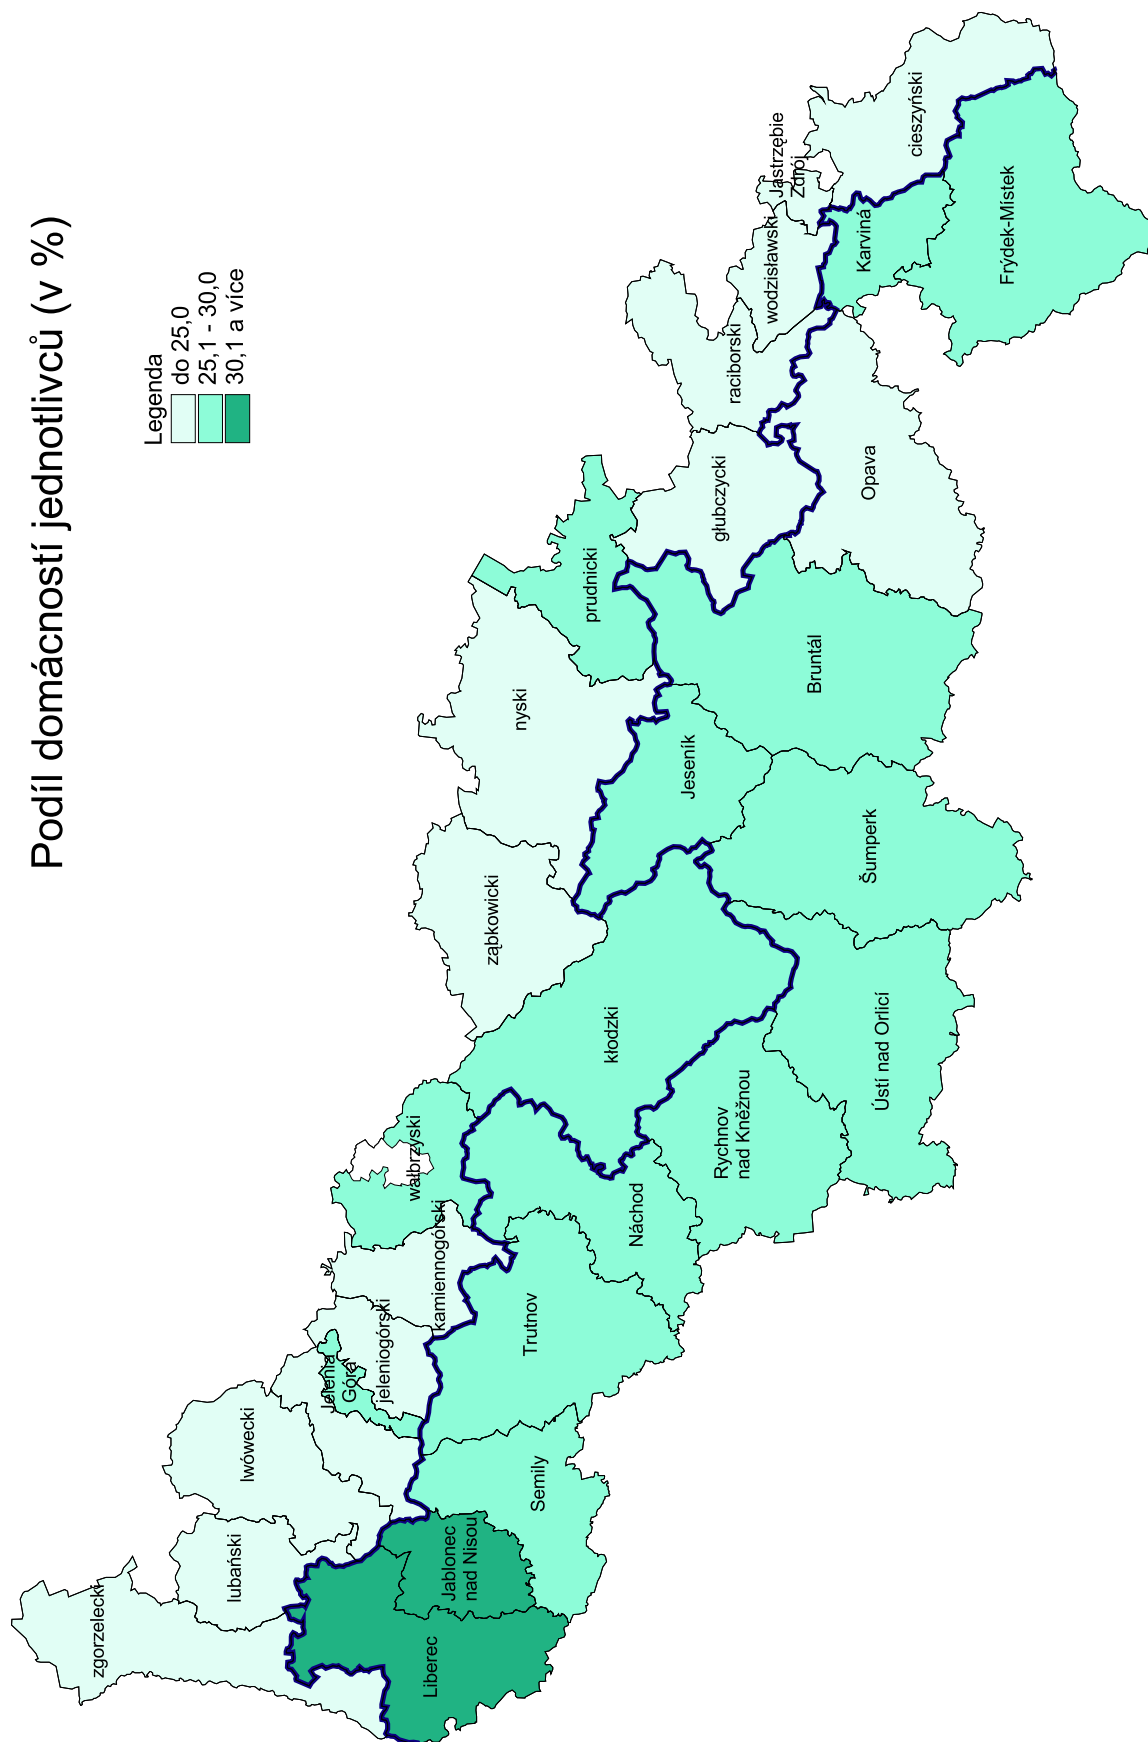 Podíl domácností jednotlivců (v %)
Legenda
do 25,0
25,1 - 30,0
30,1 a více
zgorzelecki
lubański
lwówecki
Jelenia
Góra
jeleniogórski
kamiennogórski
wałbrzyski
ząbkowicki
nyski
prudnicki
głubczycki
raciborski
wodzisławski
Jastrzębie
Zdrój
cieszyński
kłodzki
Liberec
Jablonec
nad Nisou
Semily
Trutnov
Náchod
Rychnov
nad Kněžnou
Ústí nad Orlicí
Šumperk
Jeseník
Bruntál
Opava
Karviná
Frýdek-Místek